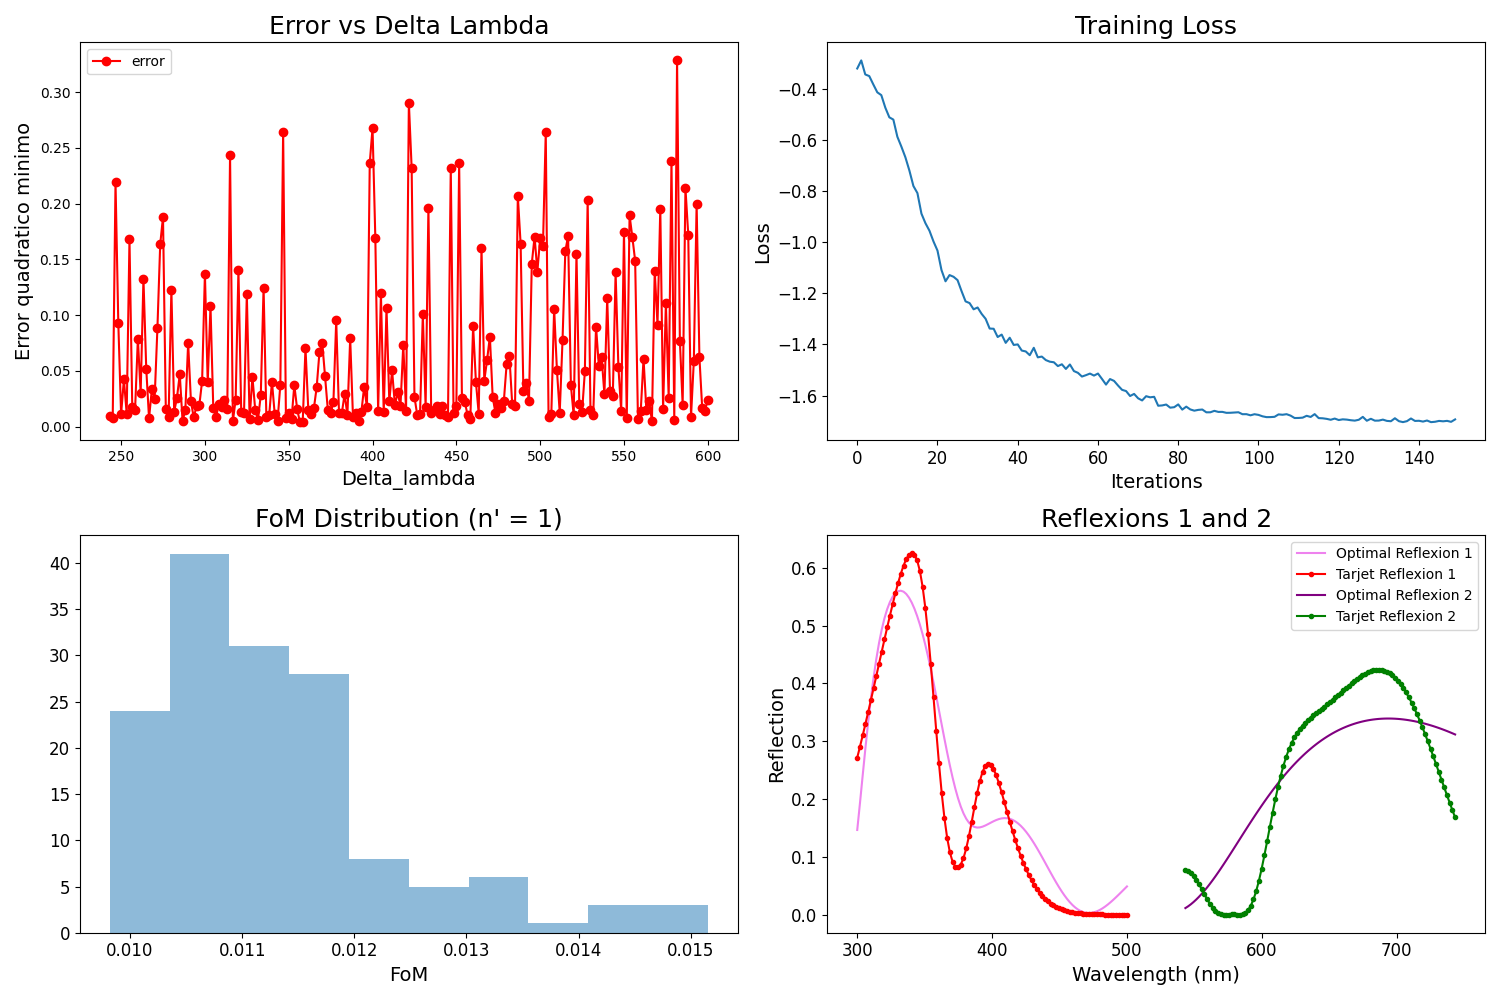 Error vs Delta Lambda
error
Error quadratico minimo
0.30
0.25
0.20
0.15
0.10
0.05
0.00
250 300 350 400 450 500 550 600
Delta_lambda
Training Loss
Loss
−0.4
−0.6
−0.8
−1.0
−1.2
−1.4
−1.6
0 20 40 60 80 100 120 140
Iterations
FoM Distribution (n' = 1)
40
35
30
25
20
15
10
5
0
0.010 0.011 0.012 0.013 0.014 0.015
FoM
Reflexions 1 and 2
Optimal Reflexion 1
Tarjet Reflexion 1
Optimal Reflexion 2
Tarjet Reflexion 2
Reflection
0.6
0.5
0.4
0.3
0.2
0.1
0.0
300 400 500 600 700
Wavelength (nm)